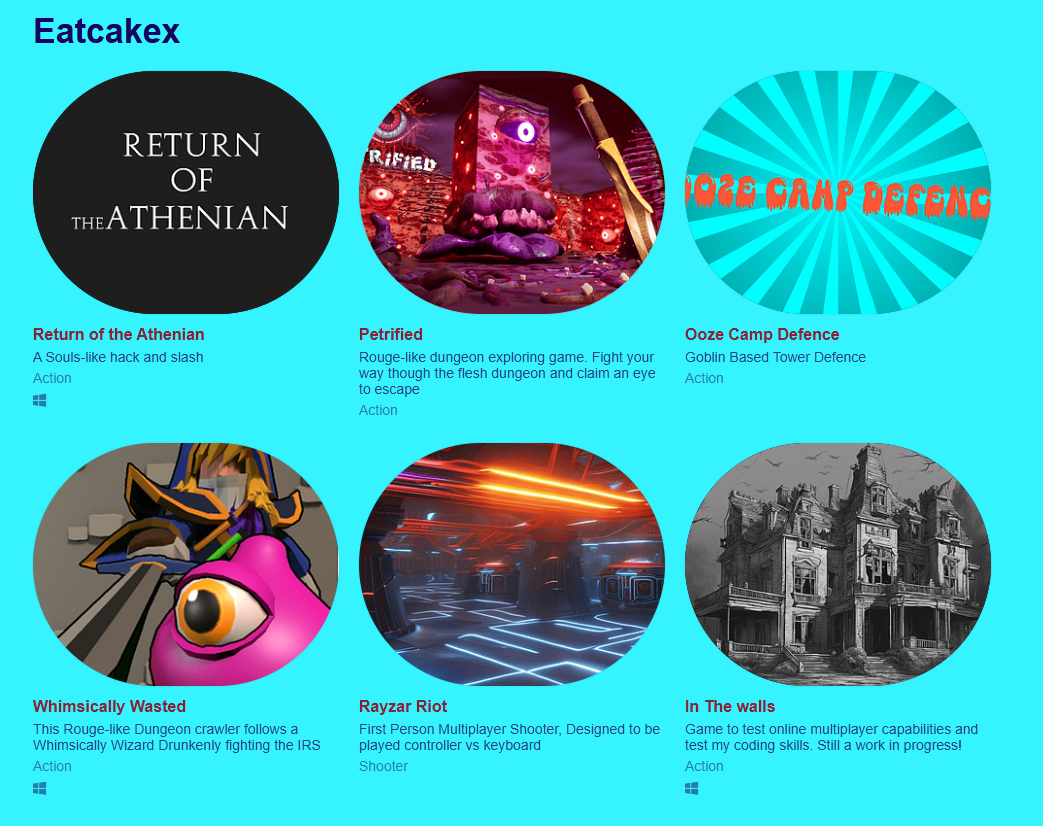 Eatcakex
RETURN
OF
THE ATHENIAN
RIFIED
OOZE CAMP DEFENC
Return of the Athenian
A Souls-like hack and slash
Action
Petrified
Rouge-like dungeon exploring game. Fight your
way though the flesh dungeon and claim an eye
to escape
Action
Ooze Camp Defence
Goblin Based Tower Defence
Action
Whimsically Wasted
This Rouge-like Dungeon crawler follows a
Whimsically Wizard Drunkenly fighting the IRS
Action
Rayzar Riot
First Person Multiplayer Shooter, Designed to be
played controller vs keyboard
Shooter
In The walls
Game to test online multiplayer capabilities and
test my coding skills. Still a work in progress!
Action